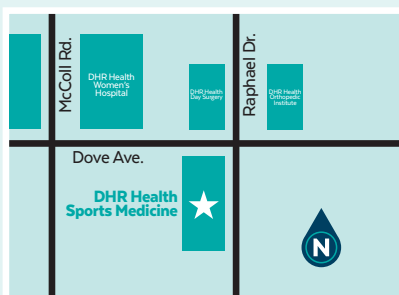 McColl Rd.
DHR Health
Women's
Hospital
DHR Health
Day Surgery
Raphael Dr.
DHR Health
Orthopedic
Institute
Dove Ave.
DHR Health
Sports Medicine
N